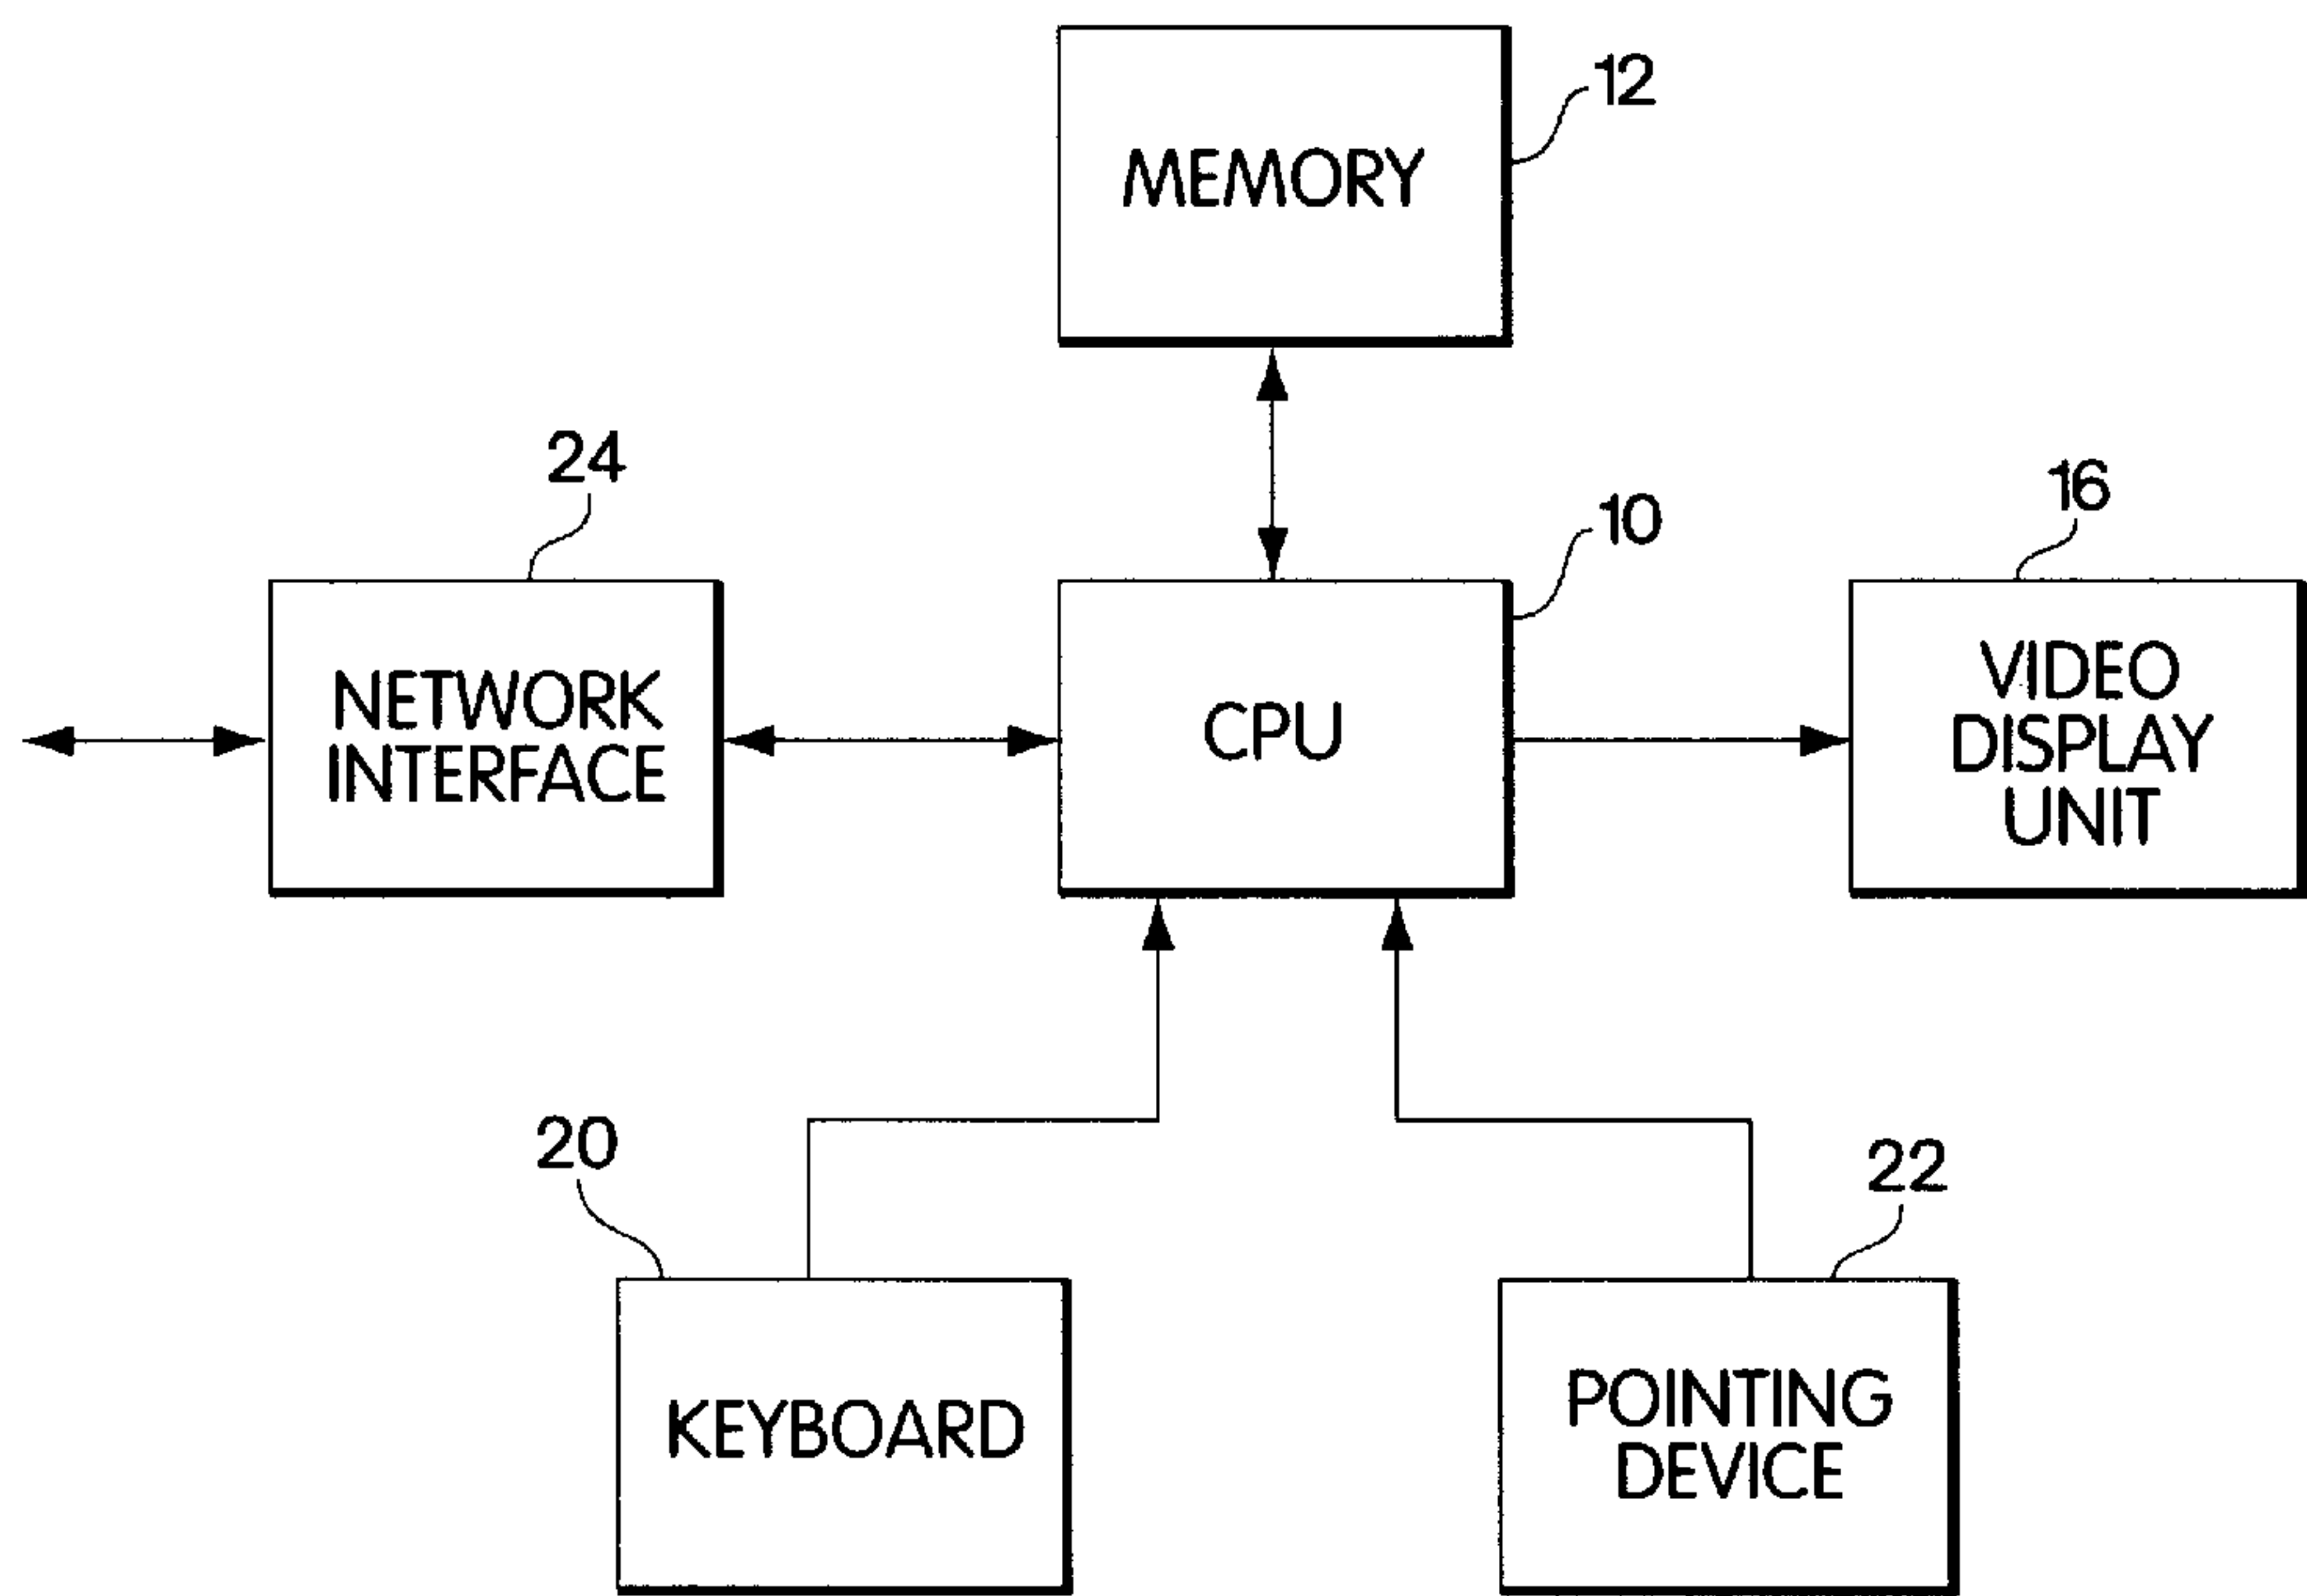 12
MEMORY
24
10
16
NETWORK
INTERFACE
CPU
VIDEO
DISPLAY
UNIT
20
22
KEYBOARD
POINTING
DEVICE